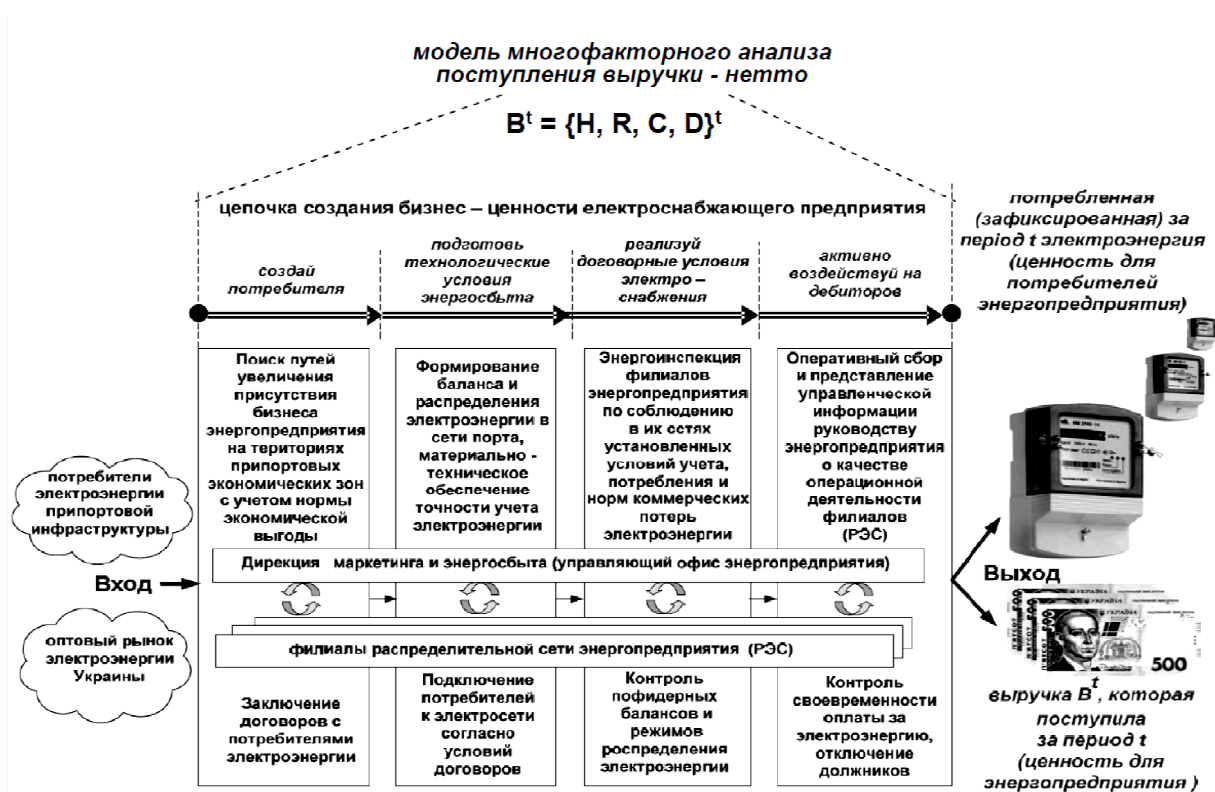 модель многофакторного анализа
поступления выручки - нетто
Bᵗ = {H, R, C, D}ᵗ
цепочка создания бизнес – ценности електроснабжающего предприятия
создай
потребителя
подготовь
технологические
условия
энергосбыта
реализуй
договорные условия
электро –
снабжения
активно
воздействуй на
дебиторов
потребленная
(зафиксированная) за
період t электроэнергия
(ценность для
потребителей
энергопредприятия)
Поиск путей
увеличения
присутствия
бизнеса
энергопредприятия
на териториях
припортовых
экономических зон
с учетом нормы
экономической
выгоды
Формирование
баланса и
распределения
электроэнергии в
сети порта,
материально -
техническое
обеспечение
точности учета
электроэнергии
Энергоинспекция
филиалов
энергопредприятия
по соблюдению
в их сетях
установленных
условий учета,
потребления и
норм коммерческих
потерь
электроэнергии
Оперативный сбор
и представление
управленческой
информации
руководству
энергопредприятия
о качестве
операционной
деятельности
филиалов
(РЭС)
потребители
электроэнергии
припортовой
инфраструктуры
Вход
оптовый рынок
электроэнергии
Украины
Дирекция маркетинга и энергосбыта (управляющий офис энергопредприятия)
филиалы распределительной сети энергопредприятия (РЭС)
Заключение
договоров с
потребителями
электроэнергии
Подключение
потребителей
к электросети
согласно
условий
договоров
Контроль
пофидерных
балансов и
режимов
роспределения
электроэнергии
Контроль
своевременности
оплаты за
электроэнергию,
отключение
должников
Выход
УКРАЇНА
500
выручка Bᵗ, которая
поступила
за период t
(ценность для
энергопредприятия )